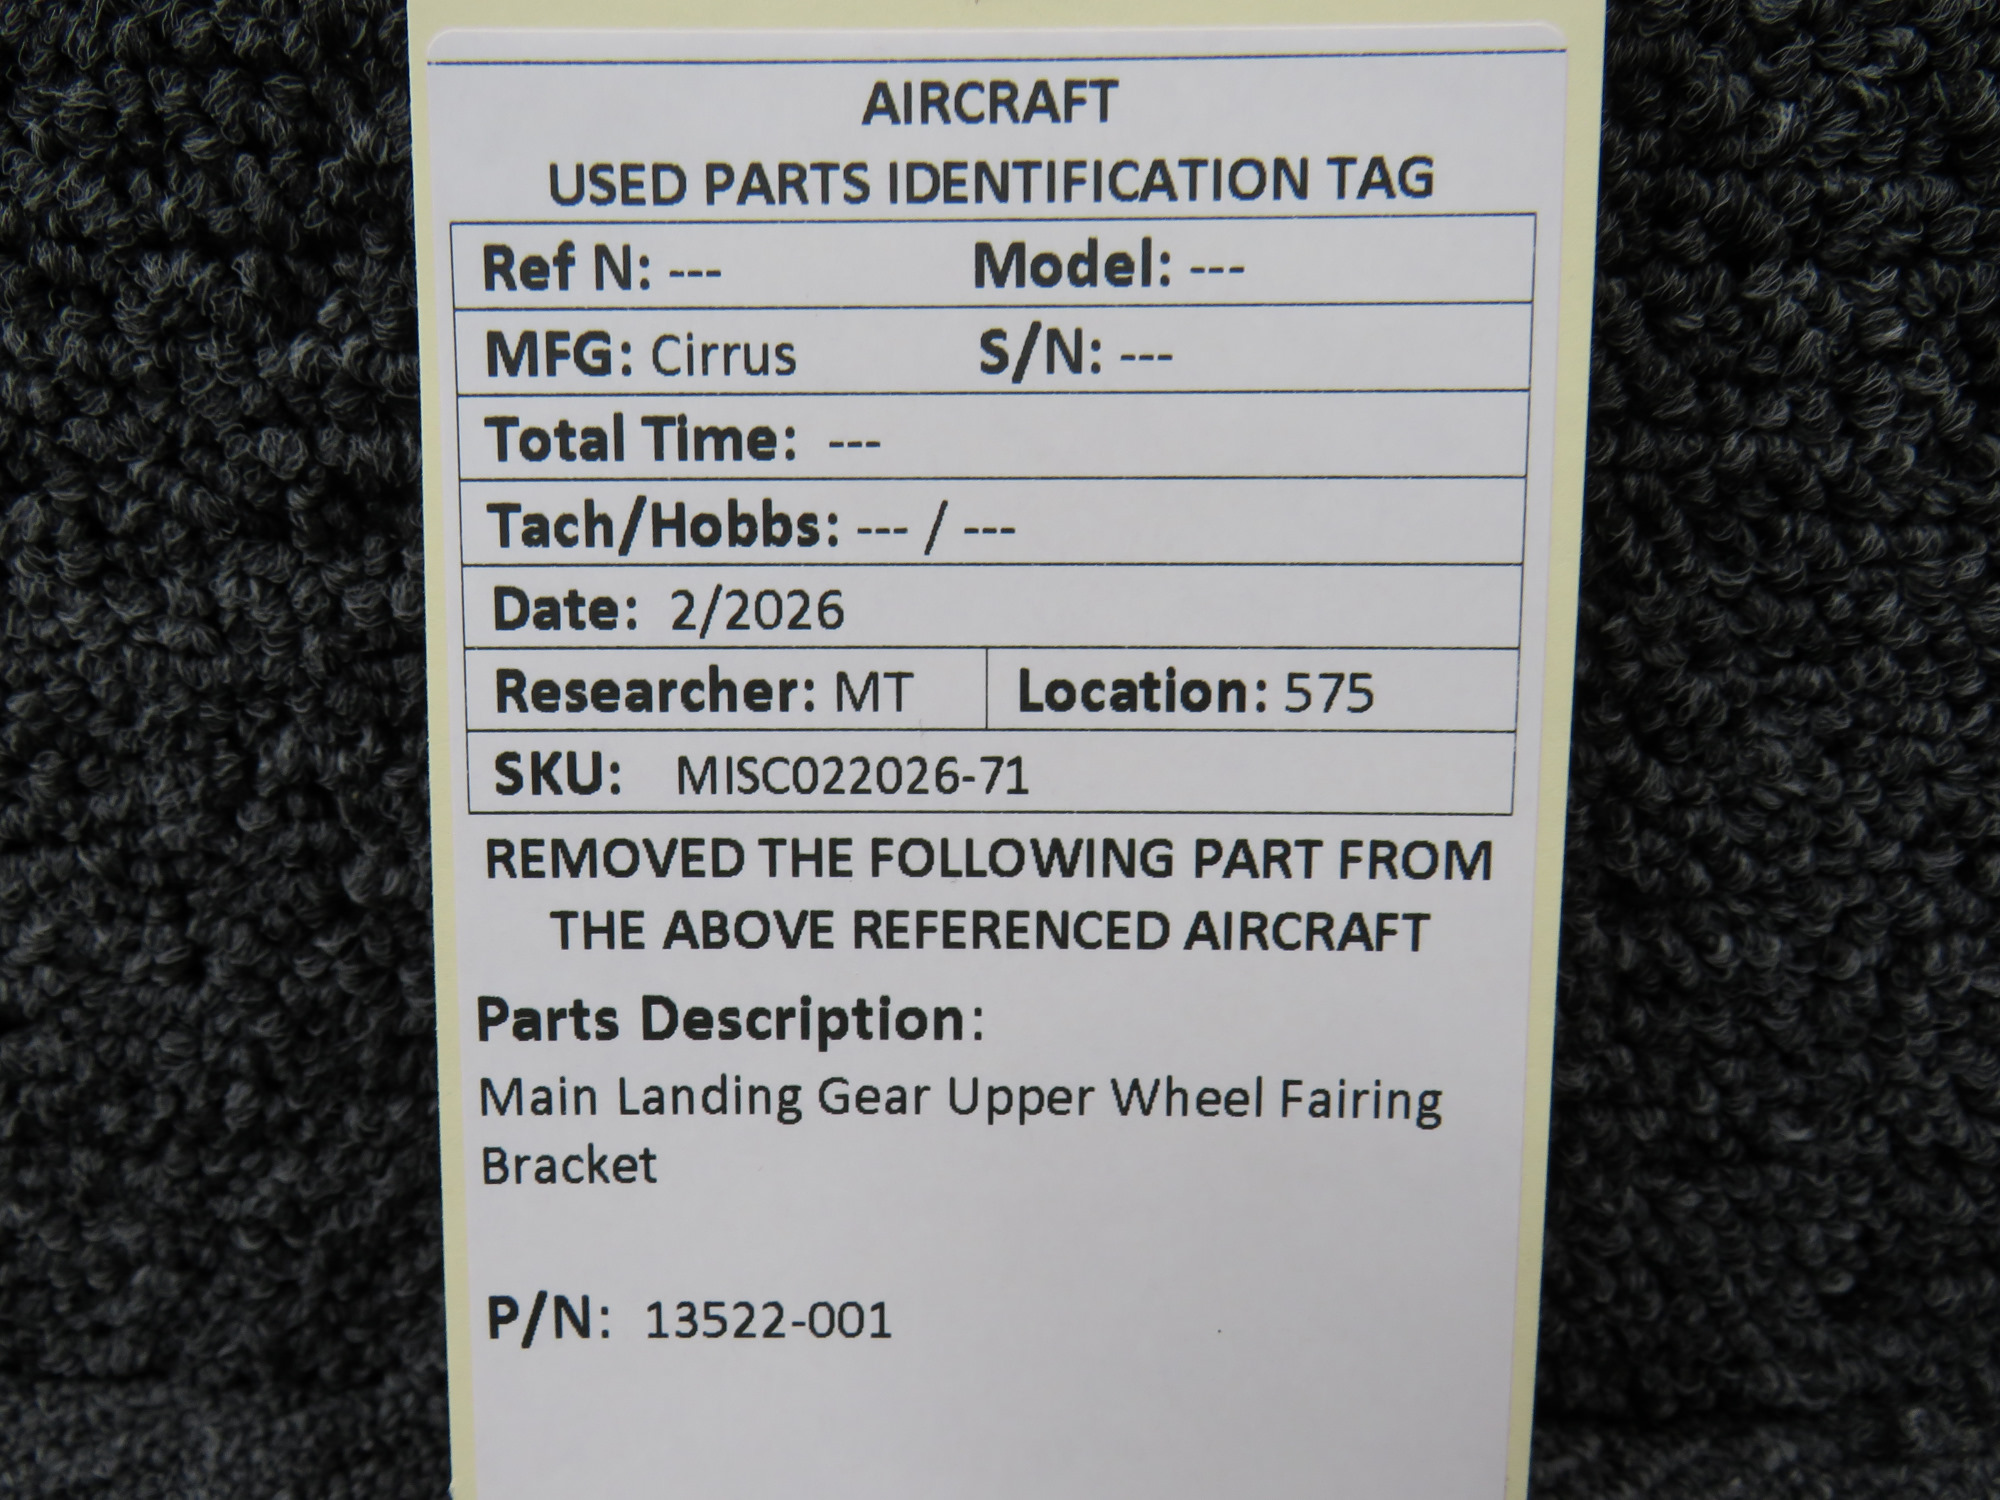 AIRCRAFT
USED PARTS IDENTIFICATION TAG
Ref N: --- Model: ---
MFG: Cirrus S/N: ---
Total Time: ---
Tach/Hobbs: --- / ---
Date: 2/2026
Researcher: MT Location: 575
SKU: MISC022026-71
REMOVED THE FOLLOWING PART FROM
THE ABOVE REFERENCED AIRCRAFT
Parts Description:
Main Landing Gear Upper Wheel Fairing
Bracket
P/N: 13522-001